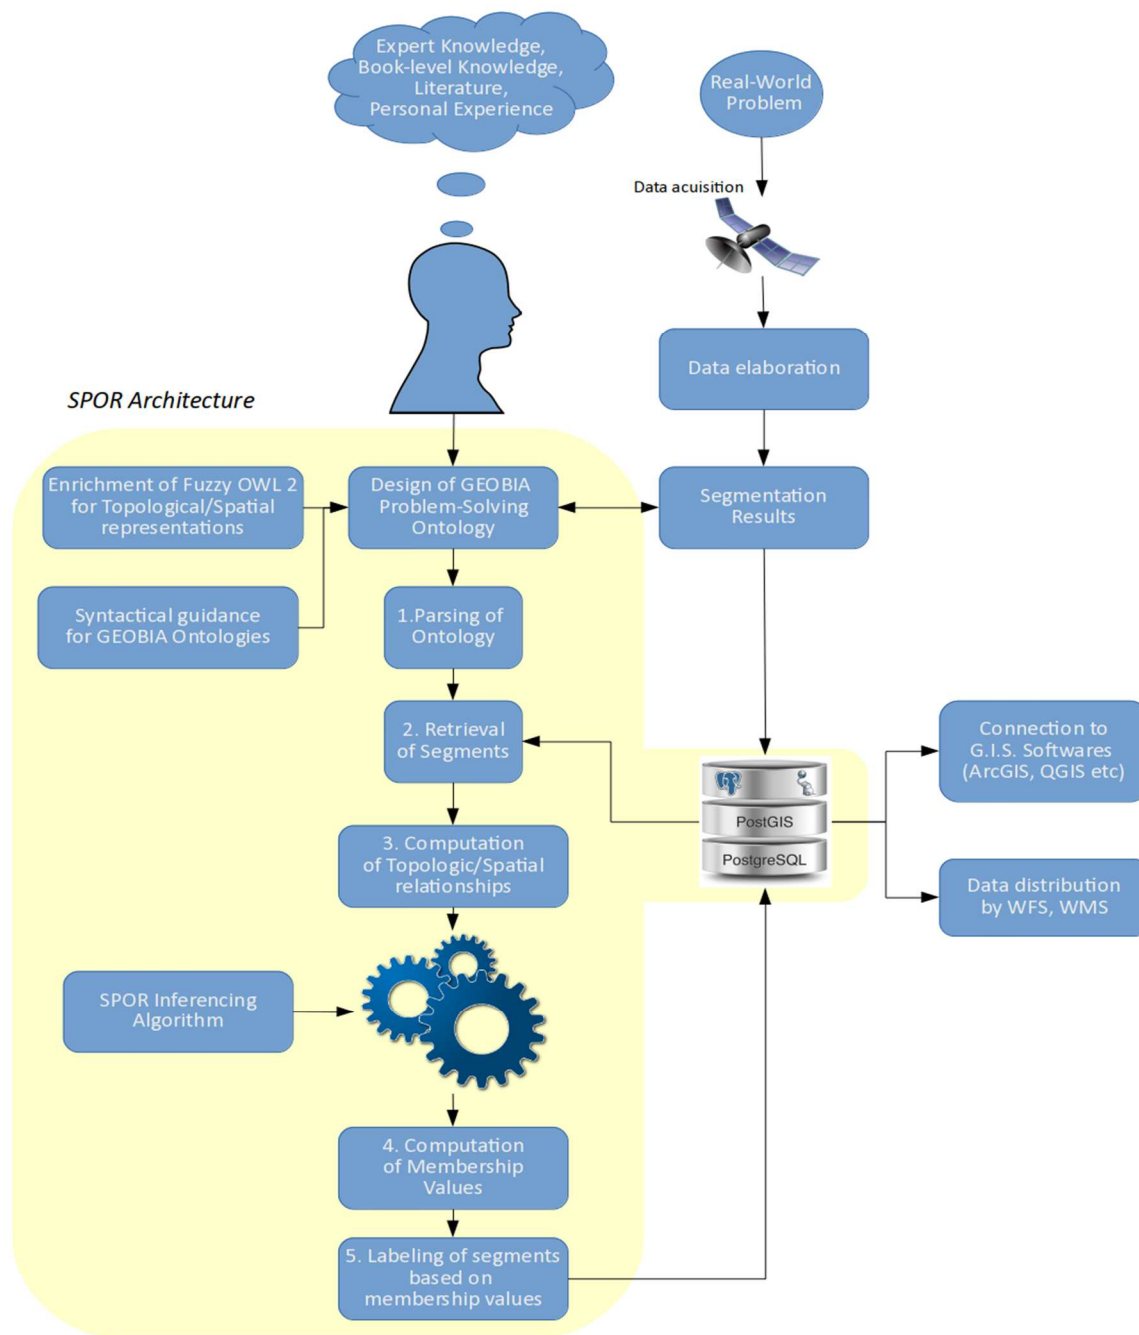 Expert Knowledge,
Book-level Knowledge,
Literature,
Personal Experience
Real-World
Problem
Data acuisition
Data elaboration
SPOR Architecture
Enrichment of Fuzzy OWL 2
for Topological/Spatial
representations
Design of GEOBIA
Problem-Solving
Ontology
Segmentation
Results
Syntactical guidance
for GEOBIA Ontologies
1.Parsing of
Ontology
2. Retrieval
of Segments
Connection to
G.I.S. Softwares
(ArcGIS, QGIS etc)
PostGIS
PostgreSQL
3. Computation
of Topologic/Spatial
relationships
Data distribution
by WFS, WMS
SPOR Inferencing
Algorithm
4. Computation
of Membership
Values
5. Labeling of segments
based on
membership values